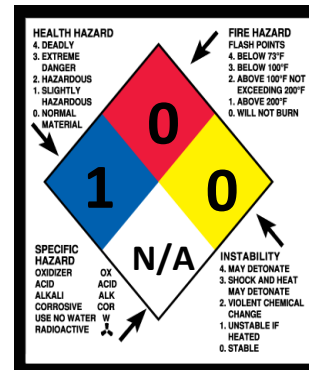 HEALTH HAZARD
4. DEADLY
3. EXTREME
DANGER
2. HAZARDOUS
1. SLIGHTLY
HAZARDOUS
0. NORMAL
MATERIAL
FIRE HAZARD
FLASH POINTS
4. BELOW 73°F
3. BELOW 100°F
2. ABOVE 100°F NOT
EXCEEDING 200°F
1. ABOVE 200°F
0. WILL NOT BURN
0
1
0
N/A
SPECIFIC
HAZARD
OXIDIZER OX
ACID ACID
ALKALI ALK
CORROSIVE COR
USE NO WATER W
RADIOACTIVE
INSTABILITY
4. MAY DETONATE
3. SHOCK AND HEAT
MAY DETONATE
2. VIOLENT CHEMICAL
CHANGE
1. UNSTABLE IF
HEATED
0. STABLE